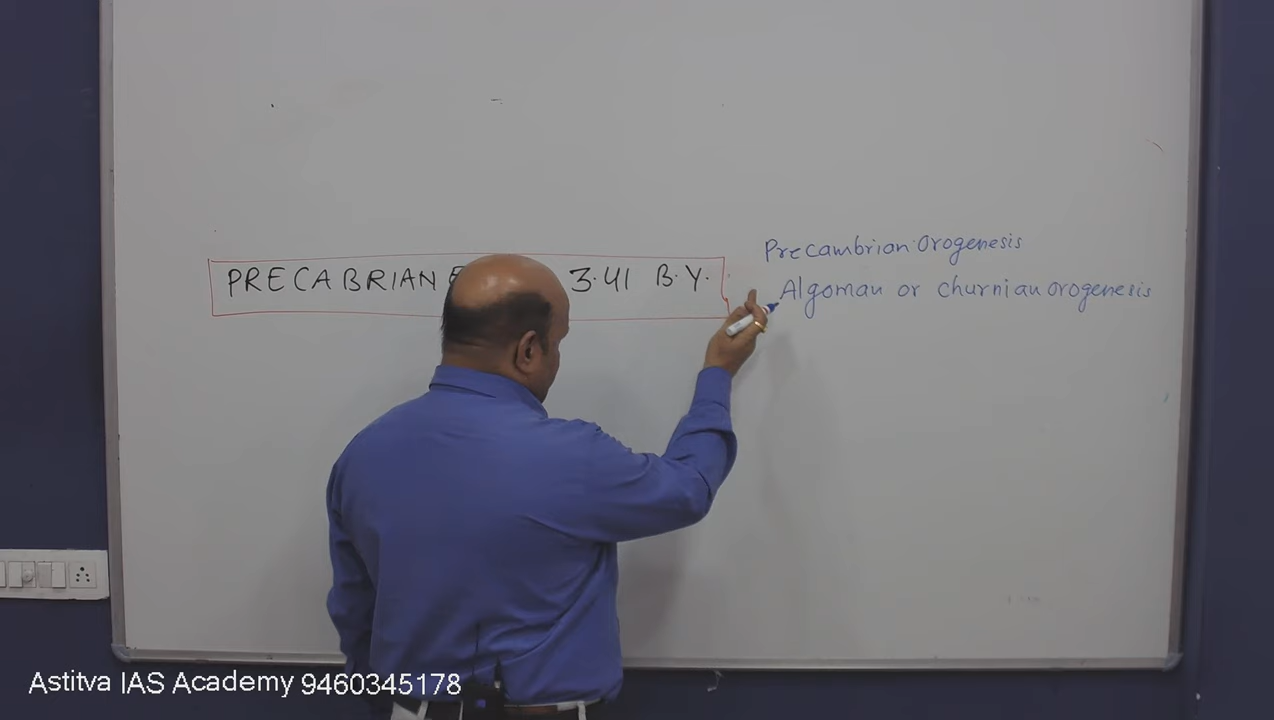 Precambrian Orogenesis
PRECABRIAN 3.41 B.Y.
Algoman or churnian orogenesis
Astitva IAS Academy 9460345178